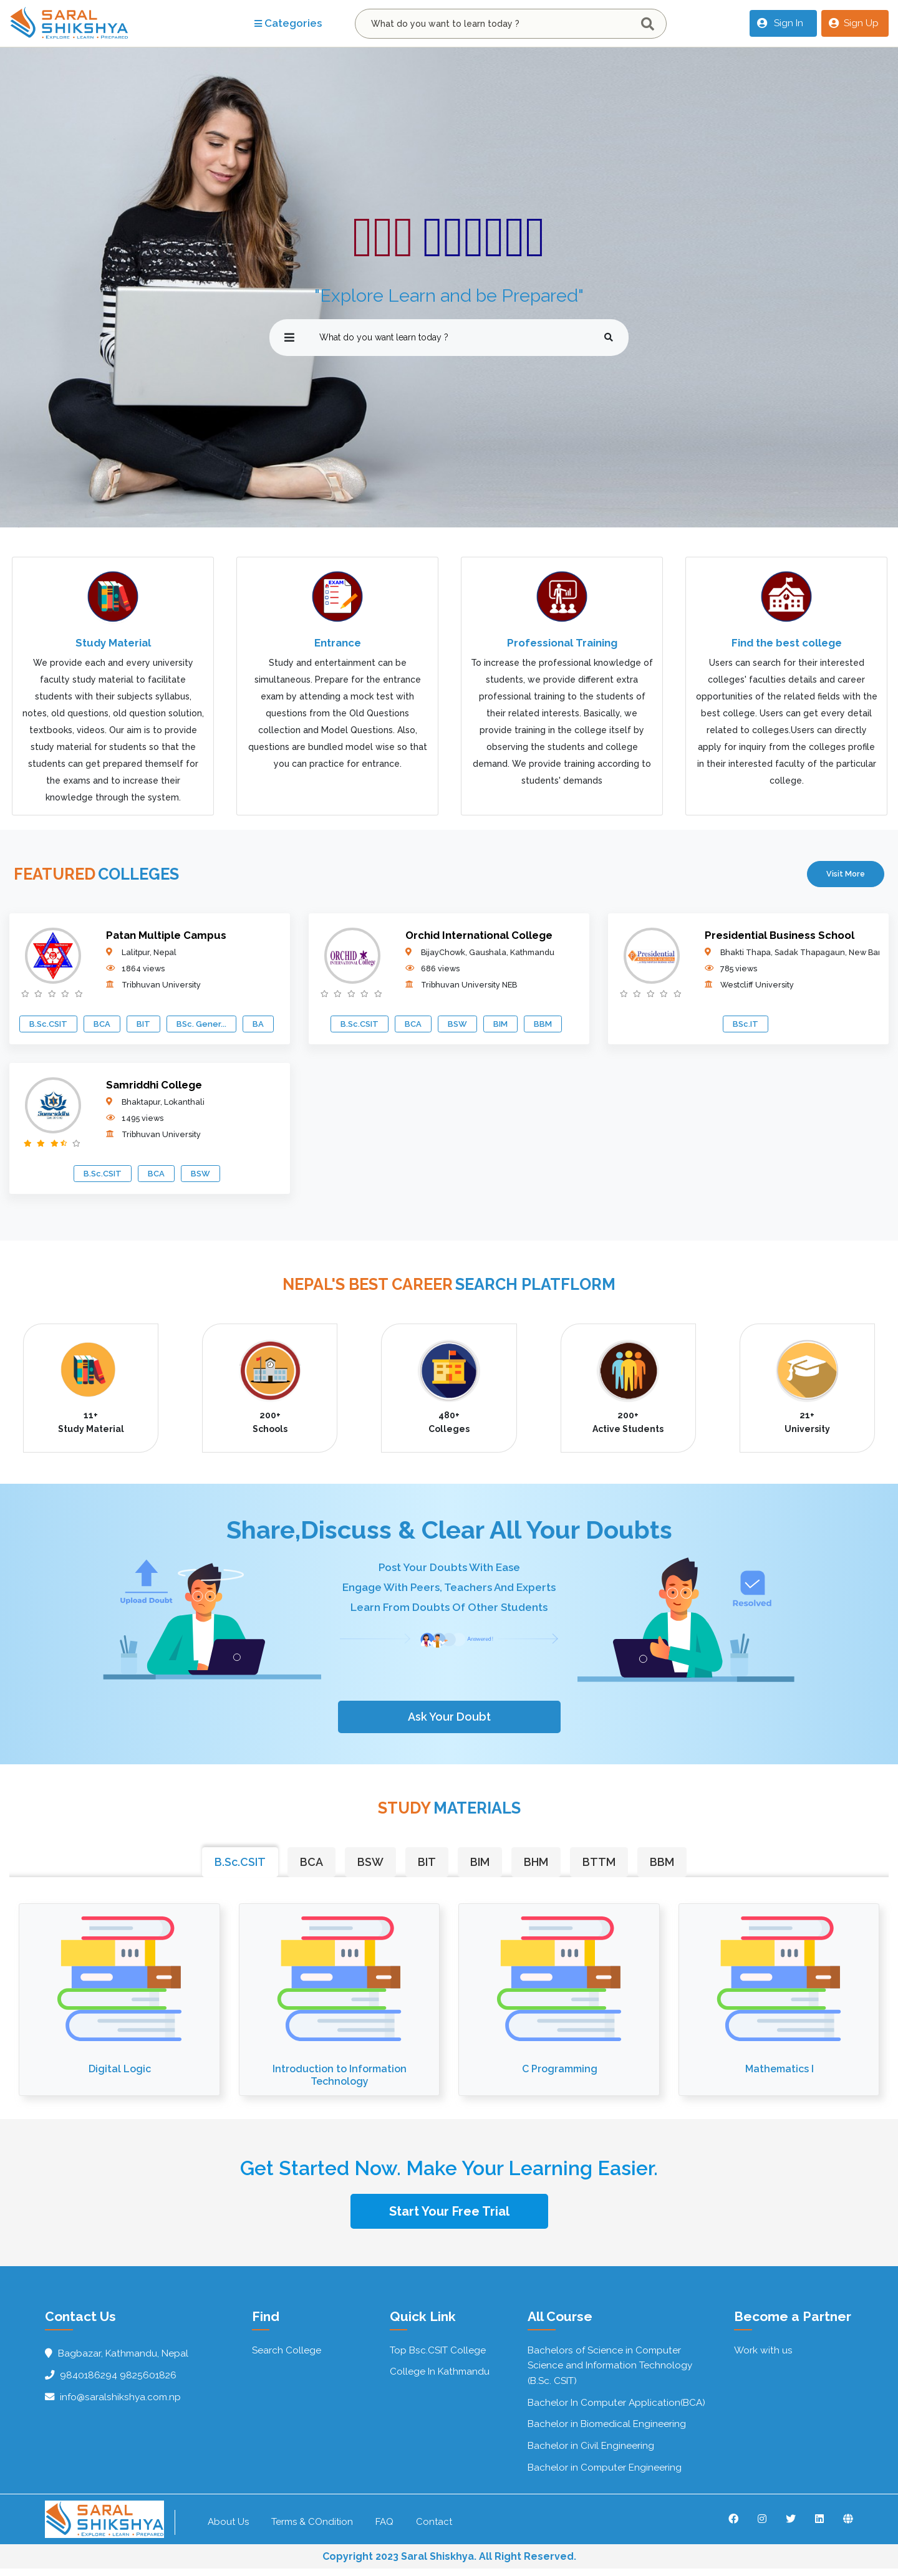 SARAL
SHIKSHYA
EXPLORE • LEARN • PREPARED
Categories
What do you want to learn today ?
Sign In
Sign Up
"Explore Learn and be Prepared"
What do you want learn today ?
Study Material
We provide each and every university
faculty study material to facilitate
students with their subjects syllabus,
notes, old questions, old question solution,
textbooks, videos. Our aim is to provide
study material for students so that the
students can get prepared themself for
the exams and to increase their
knowledge through the system.
EXAM
Entrance
Study and entertainment can be
simultaneous. Prepare for the entrance
exam by attending a mock test with
questions from the Old Questions
collection and Model Questions. Also,
questions are bundled model wise so that
you can practice for entrance.
Professional Training
To increase the professional knowledge of
students, we provide different extra
professional training to the students of
their related interests. Basically, we
provide training in the college itself by
observing the students and college
demand. We provide training according to
students' demands
Find the best college
Users can search for their interested
colleges' faculties details and career
opportunities of the related fields with the
best college. Users can get every detail
related to colleges.Users can directly
apply for inquiry from the colleges profile
in their interested faculty of the particular
college.
FEATURED COLLEGES
Visit More
Patan Multiple Campus
Lalitpur, Nepal
1864 views
Tribhuvan University
B.Sc.CSIT BCA BIT BSc. Gener... BA
ORCHID
INTERNATIONAL College
Orchid International College
BijayChowk, Gaushala, Kathmandu
686 views
Tribhuvan University NEB
B.Sc.CSIT BCA BSW BIM BBM
Presidential
Presidential Business School
Bhakti Thapa, Sadak Thapagaun, New Bar
785 views
Westcliff University
BSc.IT
Samriddhi
Samriddhi College
Bhaktapur, Lokanthali
1495 views
Tribhuvan University
B.Sc.CSIT BCA BSW
NEPAL'S BEST CAREER SEARCH PLATFLORM
11+
Study Material
200+
Schools
480+
Colleges
200+
Active Students
21+
University
Share,Discuss & Clear All Your Doubts
Upload Doubt
Post Your Doubts With Ease
Engage With Peers, Teachers And Experts
Learn From Doubts Of Other Students
Answered!
Resolved
Ask Your Doubt
STUDY MATERIALS
B.Sc.CSIT BCA BSW BIT BIM BHM BTTM BBM
Digital Logic
Introduction to Information
Technology
C Programming
Mathematics I
Get Started Now. Make Your Learning Easier.
Start Your Free Trial
Contact Us
Bagbazar, Kathmandu, Nepal
9840186294 9825601826
info@saralshikshya.com.np
Find
Search College
Quick Link
Top Bsc.CSIT College
College In Kathmandu
All Course
Bachelors of Science in Computer
Science and Information Technology
(B.Sc. CSIT)
Bachelor In Computer Application(BCA)
Bachelor in Biomedical Engineering
Bachelor in Civil Engineering
Bachelor in Computer Engineering
Become a Partner
Work with us
SARAL
SHIKSHYA
EXPLORE • LEARN • PREPARED
About Us
Terms & COndition
FAQ
Contact
Copyright 2023 Saral Shiskhya. All Right Reserved.